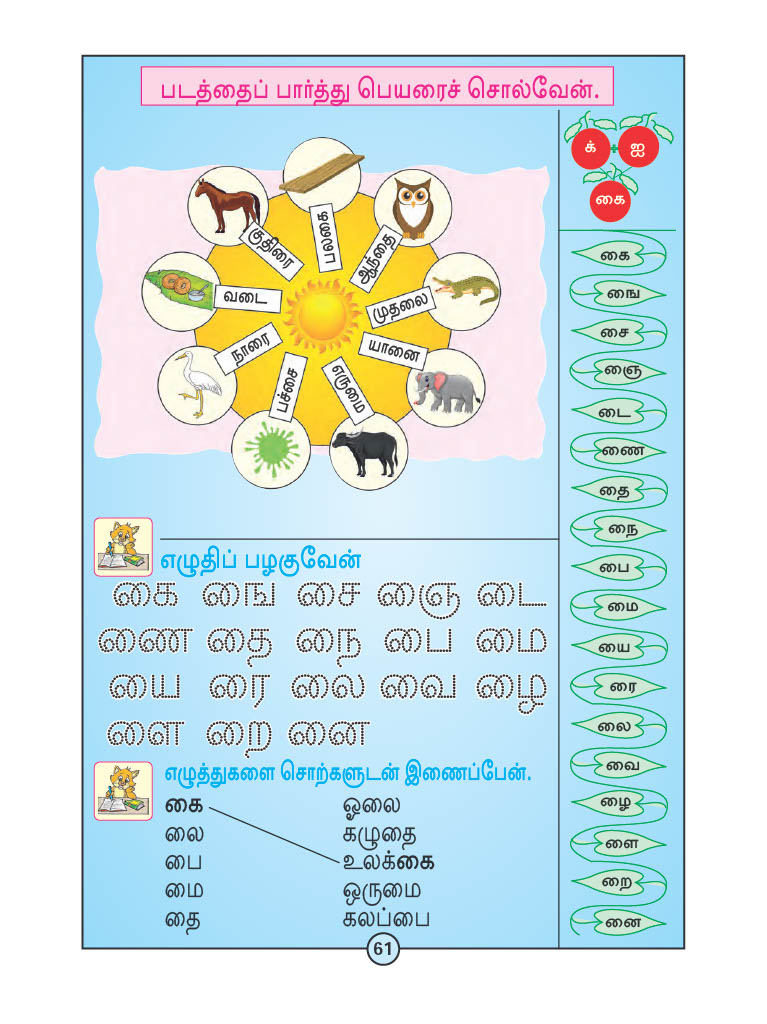 படத்தைப் பார்த்து பெயரைச் சொல்வேன்.
பலகை
ஆந்தை
முதலை
யானை
எருமை
பச்சை
நாரை
வடை
குதிரை
க் + ஐ
கை
கை
ஙை
சை
ஞை
டை
ணை
தை
நை
பை
மை
யை
ரை
லை
வை
ழை
ளை
றை
னை
எழுதிப் பழகுவேன்
கை ஙை சை ஞை டை
ணை தை நை பை மை
யை ரை லை வை ழை
ளை றை னை
எழுத்துகளை சொற்களுடன் இணைப்பேன்.
கை ஓலை
லை கழுதை
பை உலக்கை
மை ஒருமை
தை கலப்பை
61